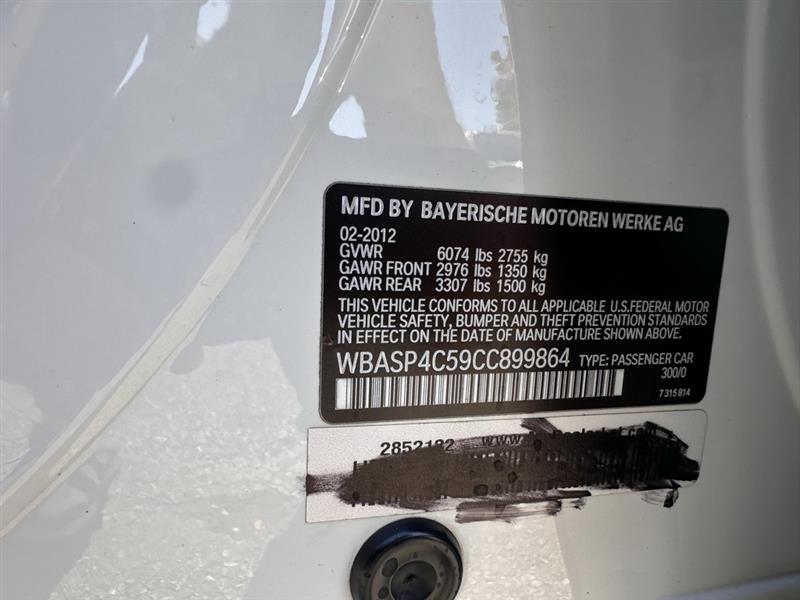 MFD BY BAYERISCHE MOTOREN WERKE AG
02-2012
GVWR 6074 lbs 2755 kg
GAWR FRONT 2976 lbs 1350 kg
GAWR REAR 3307 lbs 1500 kg
THIS VEHICLE CONFORMS TO ALL APPLICABLE U.S.FEDERAL MOTOR
VEHICLE SAFETY, BUMPER AND THEFT PREVENTION STANDARDS
IN EFFECT ON THE DATE OF MANUFACTURE SHOWN ABOVE.
WBASP4C59CC899864 TYPE: PASSENGER CAR
300/0
7 315 814
2852182